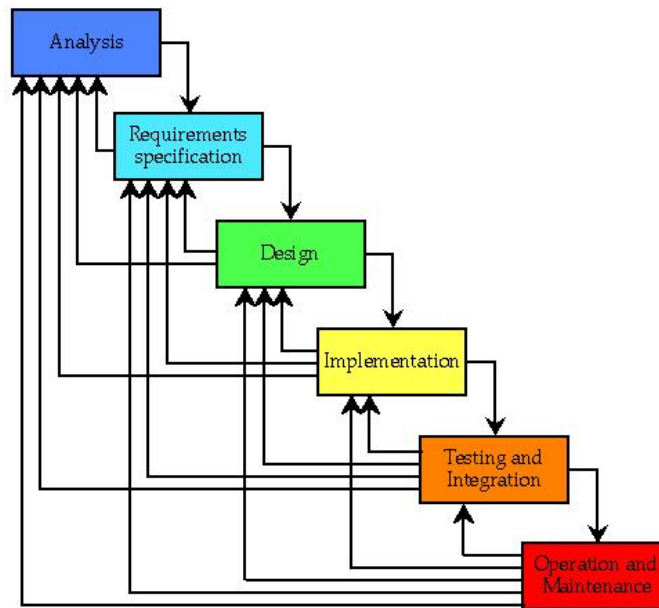 Analysis
Requirements
specification
Design
Implementation
Testing and
Integration
Operation and
Maintenance